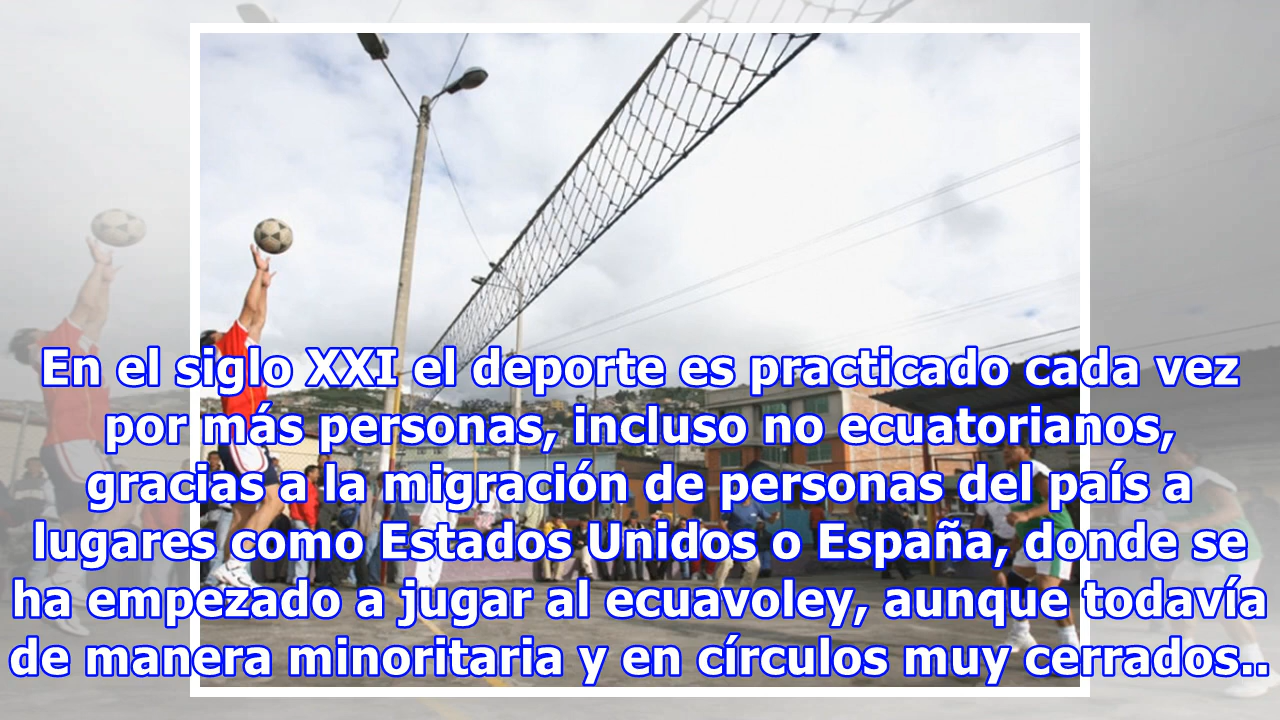 En el siglo XXI el deporte es practicado cada vez
por más personas, incluso no ecuatorianos,
gracias a la migración de personas del país a
lugares como Estados Unidos o España, donde se
ha empezado a jugar al ecuavoley, aunque todavía
de manera minoritaria y en círculos muy cerrados..